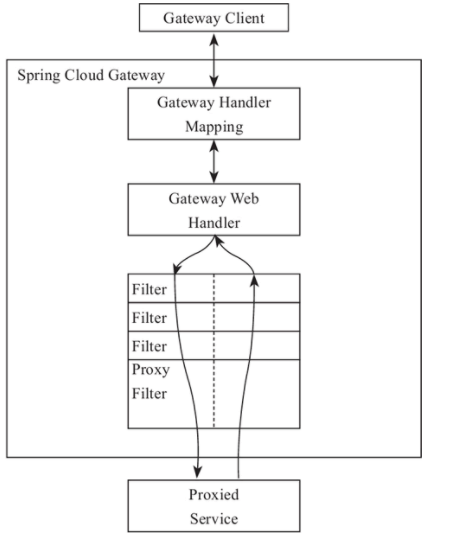 Gateway Client
Spring Cloud Gateway
Gateway Handler
Mapping
Gateway Web
Handler
Filter
Filter
Filter
Proxy
Filter
Proxied
Service